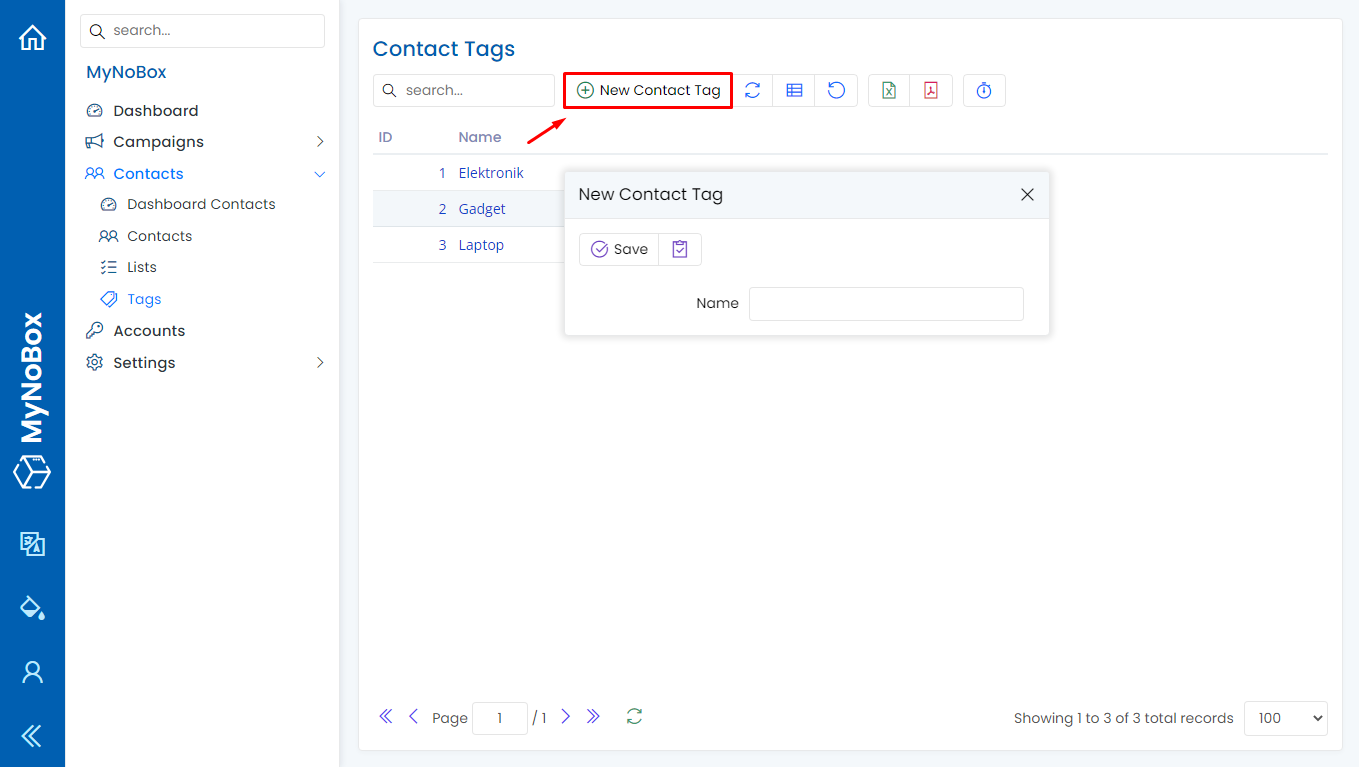 MyNoBox
search...
MyNoBox
Dashboard
Campaigns
Contacts
Dashboard Contacts
Contacts
Lists
Tags
Accounts
Settings
Contact Tags
search...
New Contact Tag
ID Name
1 Elektronik
2 Gadget
3 Laptop
New Contact Tag
Save
Name
Page 1 / 1
Showing 1 to 3 of 3 total records 100